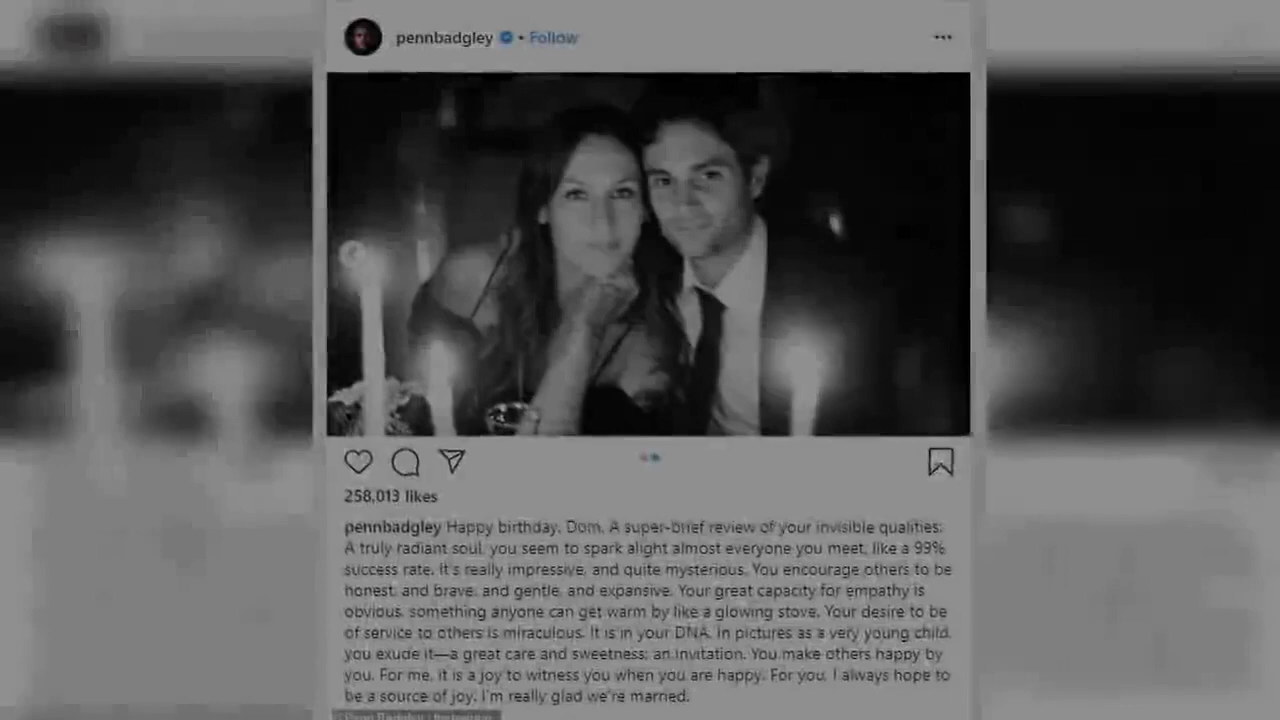 pennbadgley • Follow
258,013 likes
pennbadgley Happy birthday, Dom. A super-brief review of your invisible qualities:
A truly radiant soul, you seem to spark alight almost everyone you meet, like a 99%
success rate. It's really impressive, and quite mysterious. You encourage others to be
honest, and brave, and gentle, and expansive. Your great capacity for empathy is
obvious, something anyone can get warm by like a glowing stove. Your desire to be
of service to others is miraculous. It is in your DNA. In pictures as a very young child,
you exude it—a great care and sweetness; an invitation. You make others happy by
you. For me, it is a joy to witness you when you are happy. For you, I always hope to
be a source of joy. I'm really glad we're married.